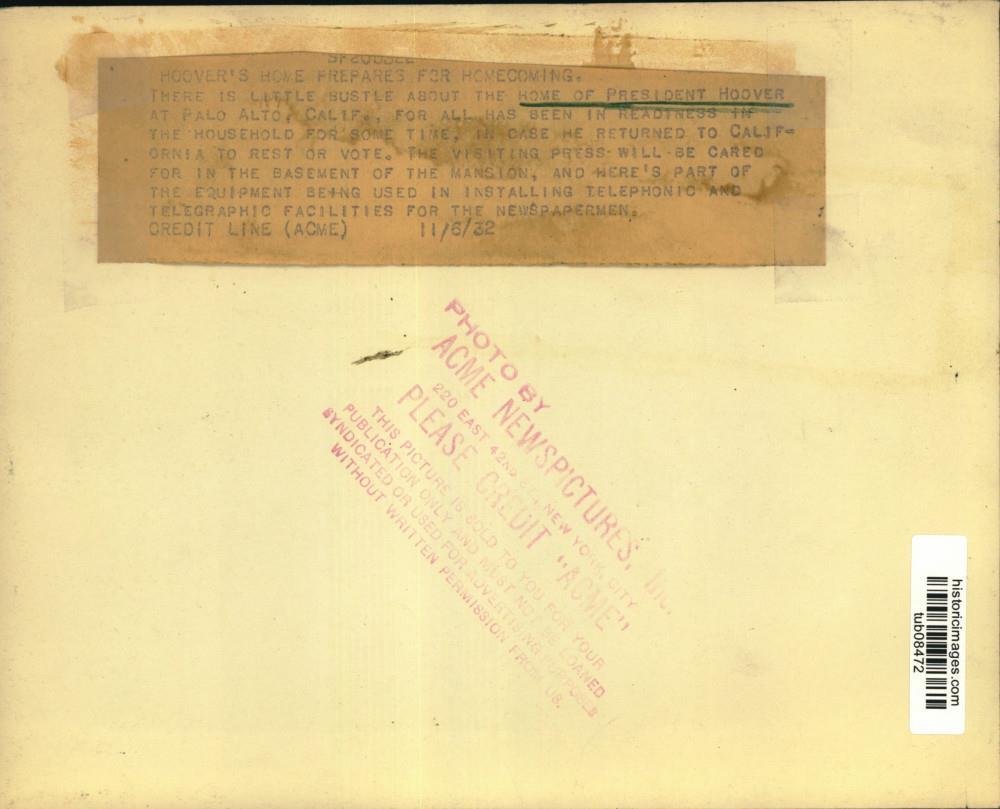 HOOVER'S HOME PREPARES FOR HOMECOMING.
THERE IS LITTLE BUSTLE ABOUT THE HOME OF PRESIDENT HOOVER
AT PALO ALTO, CALIF., FOR ALL HAS BEEN IN READINESS IN
THE HOUSEHOLD FOR SOME TIME, IN CASE HE RETURNED TO CALIF-
ORNIA TO REST OR VOTE. THE VISITING PRESS WILL BE CARED
FOR IN THE BASEMENT OF THE MANSION, AND HERE'S PART OF
THE EQUIPMENT BEING USED IN INSTALLING TELEPHONIC AND
TELEGRAPHIC FACILITIES FOR THE NEWSPAPERMEN.
CREDIT LINE (ACME) 11/6/32
PHOTO BY
ACME NEWSPICTURES, INC.
220 EAST 42ND ST., NEW YORK CITY
PLEASE CREDIT "ACME"
THIS PICTURE IS SOLD TO YOU FOR YOUR
PUBLICATION ONLY AND MUST NOT BE LOANED
SYNDICATED OR USED FOR ADVERTISING PURPOSES
WITHOUT WRITTEN PERMISSION FROM US.
historicimages.com
tub08472